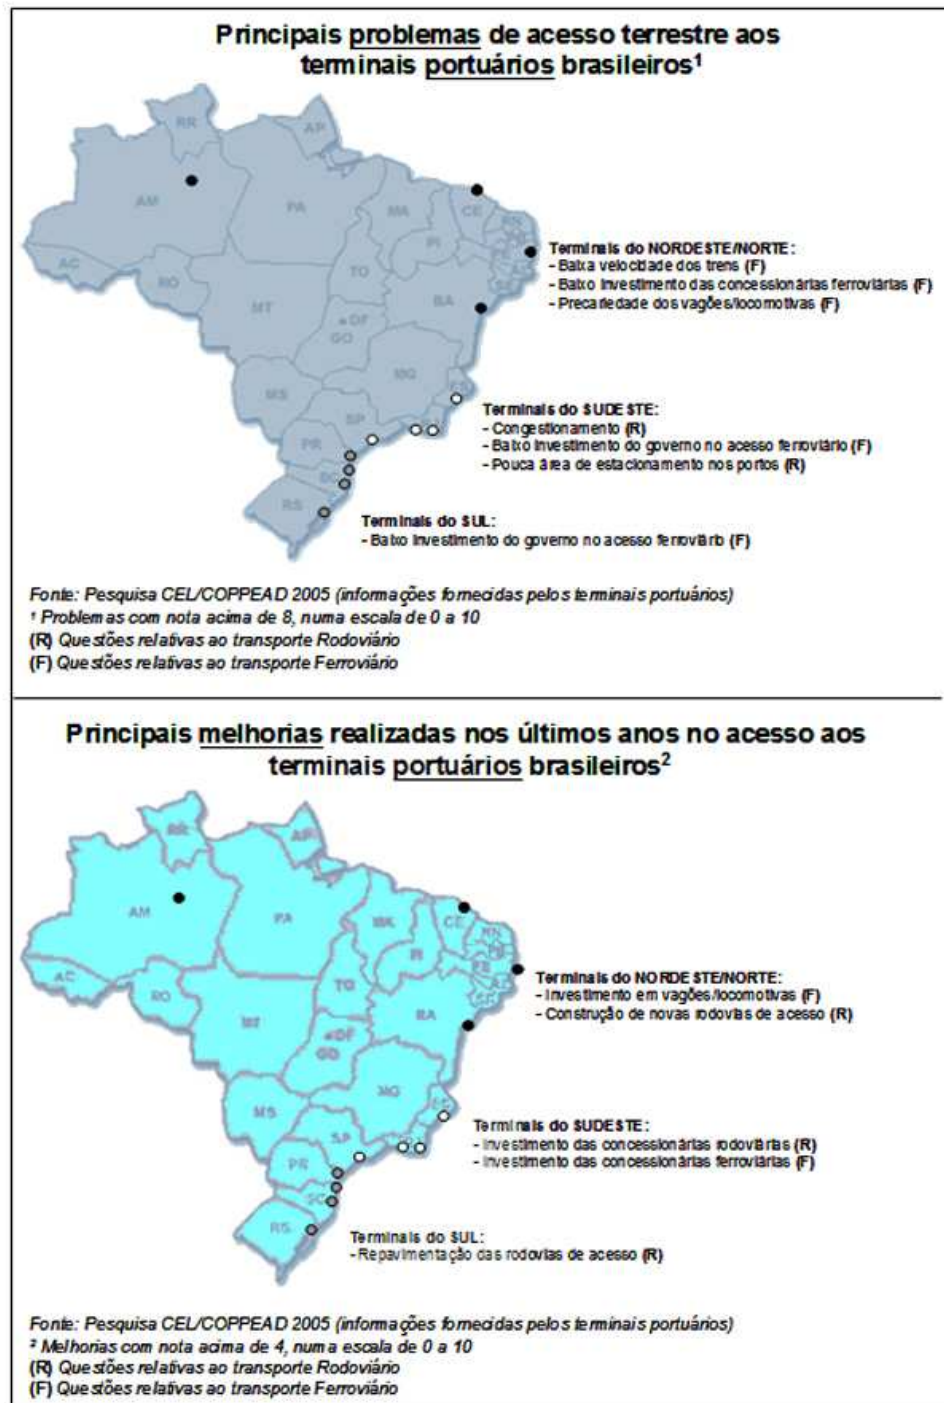 Principais problemas de acesso terrestre aos
terminais portuários brasileiros¹
RR
AP
AM
PA
MA
CE
RN
PI
AC
RO
TO
BA
MT
DF
GO
MG
MS
ES
SP
PR
SC
RS
Terminais do NORDESTE/NORTE:
- Baixa velocidade dos trens (F)
- Baixo investimento das concessionárias ferroviárias (F)
- Precariedade dos vagões/locomotivas (F)
Terminais do SUDESTE:
- Congestionamento (R)
- Baixo investimento do governo no acesso ferroviário (F)
- Pouca área de estacionamento nos portos (R)
Terminais do SUL:
- Baixo investimento do governo no acesso ferroviário (F)
Fonte: Pesquisa CEL/COPPEAD 2005 (informações fornecidas pelos terminais portuários)
¹ Problemas com nota acima de 8, numa escala de 0 a 10
(R) Questões relativas ao transporte Rodoviário
(F) Questões relativas ao transporte Ferroviário
Principais melhorias realizadas nos últimos anos no acesso aos
terminais portuários brasileiros²
RR
AP
AM
PA
MA
CE
RN
PI
PB
PE
AL
SE
AC
RO
TO
BA
MT
DF
GO
MG
MS
ES
SP
PR
SC
RS
Terminais do NORDESTE/NORTE:
- Investimento em vagões/locomotivas (F)
- Construção de novas rodovias de acesso (R)
Terminais do SUDESTE:
- Investimento das concessionárias rodoviárias (R)
- Investimento das concessionárias ferroviárias (F)
Terminais do SUL:
- Repavimentação das rodovias de acesso (R)
Fonte: Pesquisa CEL/COPPEAD 2005 (informações fornecidas pelos terminais portuários)
² Melhorias com nota acima de 4, numa escala de 0 a 10
(R) Questões relativas ao transporte Rodoviário
(F) Questões relativas ao transporte Ferroviário